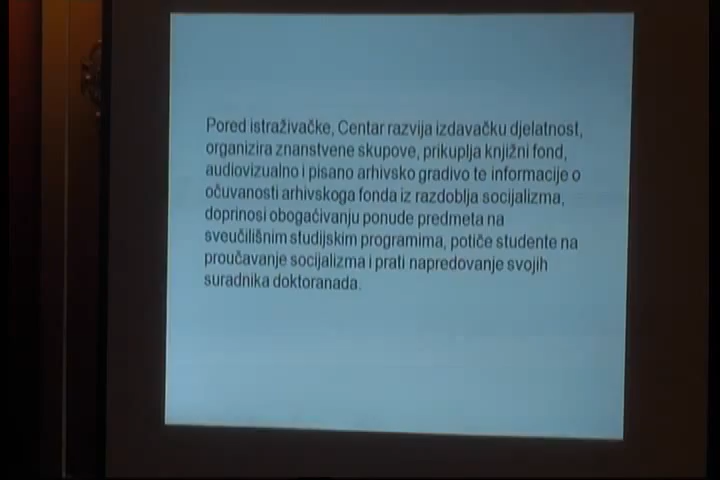 Pored istraživačke, Centar razvija izdavačku djelatnost,
organizira znanstvene skupove, prikuplja knjižni fond,
audiovizualno i pisano arhivsko gradivo te informacije o
očuvanosti arhivskoga fonda iz razdoblja socijalizma,
doprinosi obogaćivanju ponude predmeta na
sveučilišnim studijskim programima, potiče studente na
proučavanje socijalizma i prati napredovanje svojih
suradnika doktoranada.